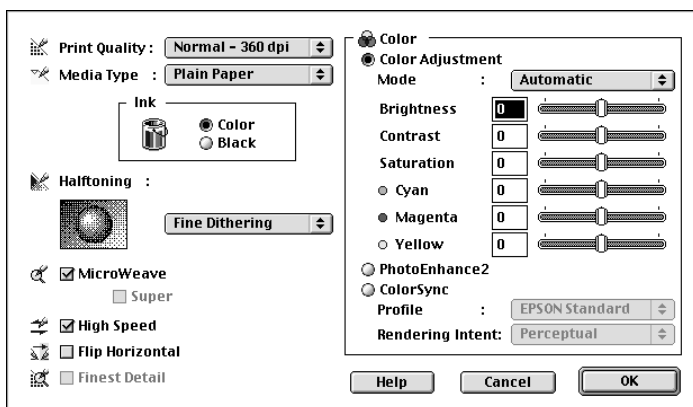 Print Quality : Normal - 360 dpi
Media Type : Plain Paper
Ink
Color
Black
Halftoning :
Fine Dithering
MicroWeave
Super
High Speed
Flip Horizontal
Finest Detail
Color
Color Adjustment
Mode : Automatic
Brightness 0
Contrast 0
Saturation 0
Cyan 0
Magenta 0
Yellow 0
PhotoEnhance2
ColorSync
Profile : EPSON Standard
Rendering Intent: Perceptual
Help Cancel OK